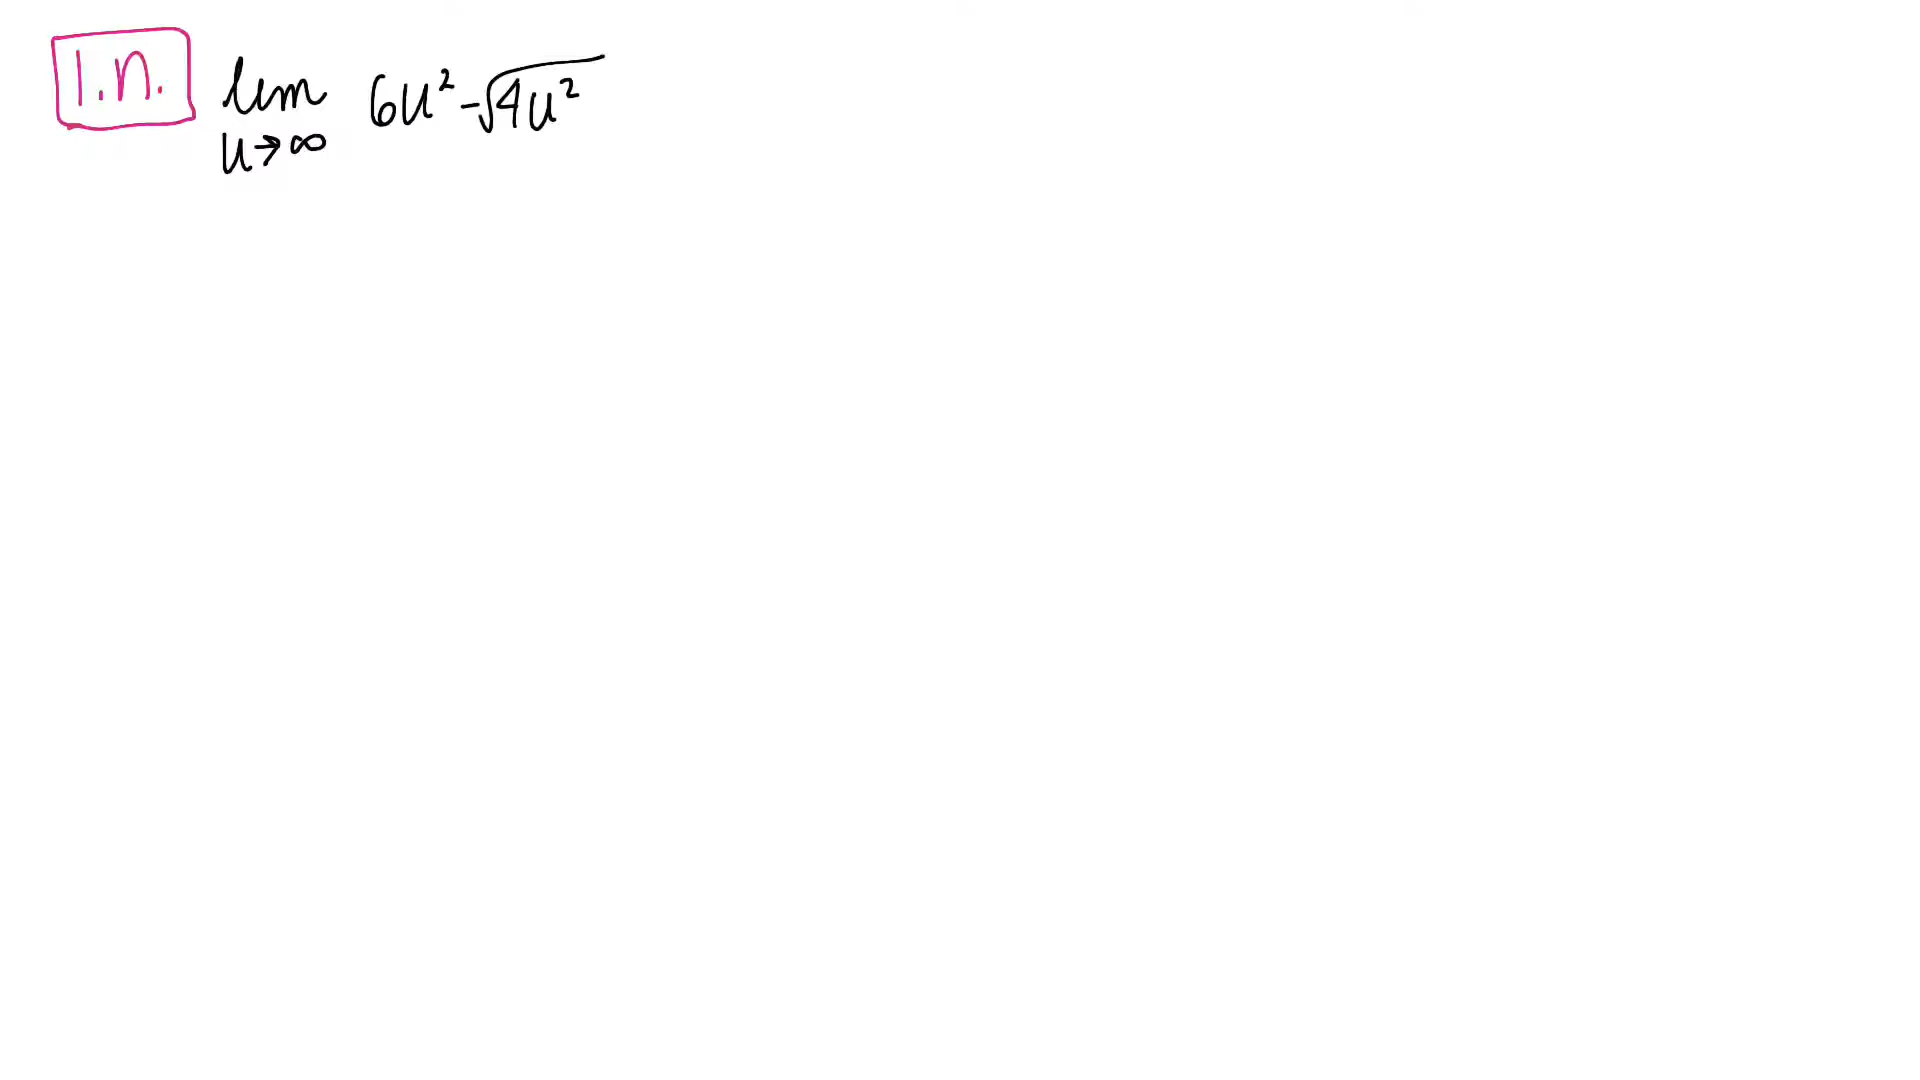 1.n. lim 6u² - √4u²
u→∞